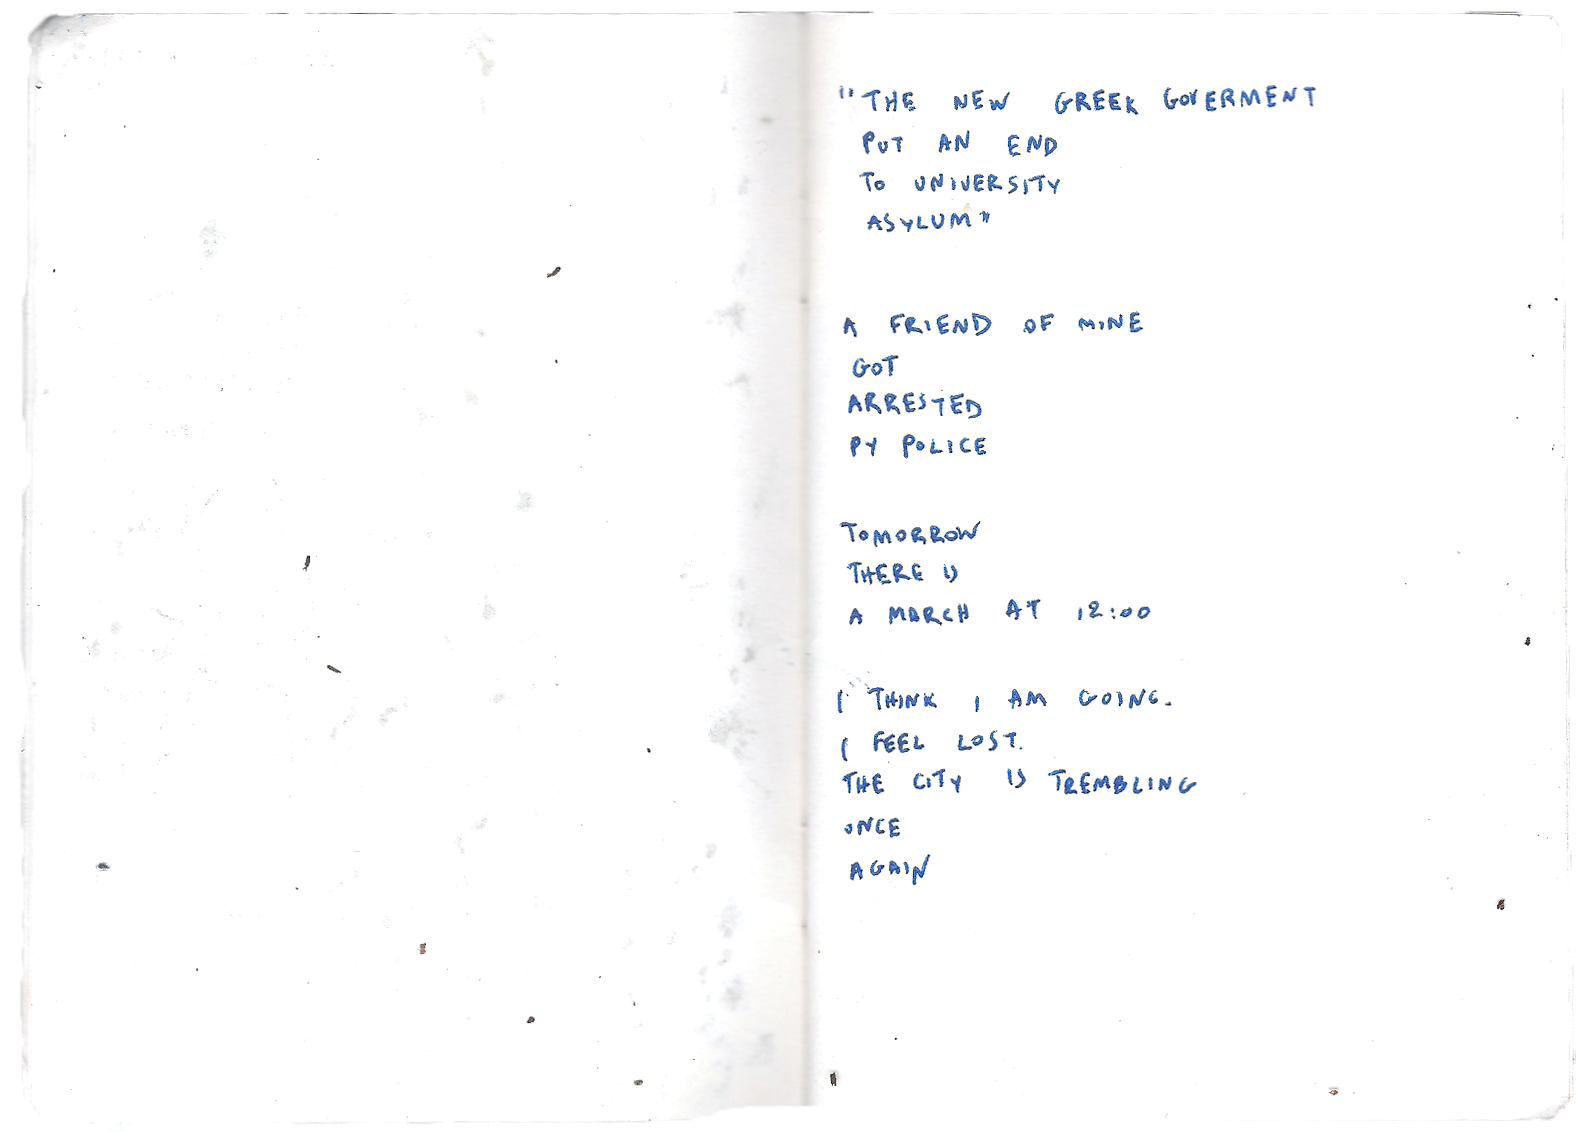 "THE NEW GREEK GOVERMENT
PUT AN END
TO UNIVERSITY
ASYLUM"
A FRIEND OF MINE
GOT
ARRESTED
PY POLICE
TOMORROW
THERE IS
A MARCH AT 12:00
I THINK I AM GOING.
I FEEL LOST.
THE CITY IS TREMBLING
ONCE
AGAIN